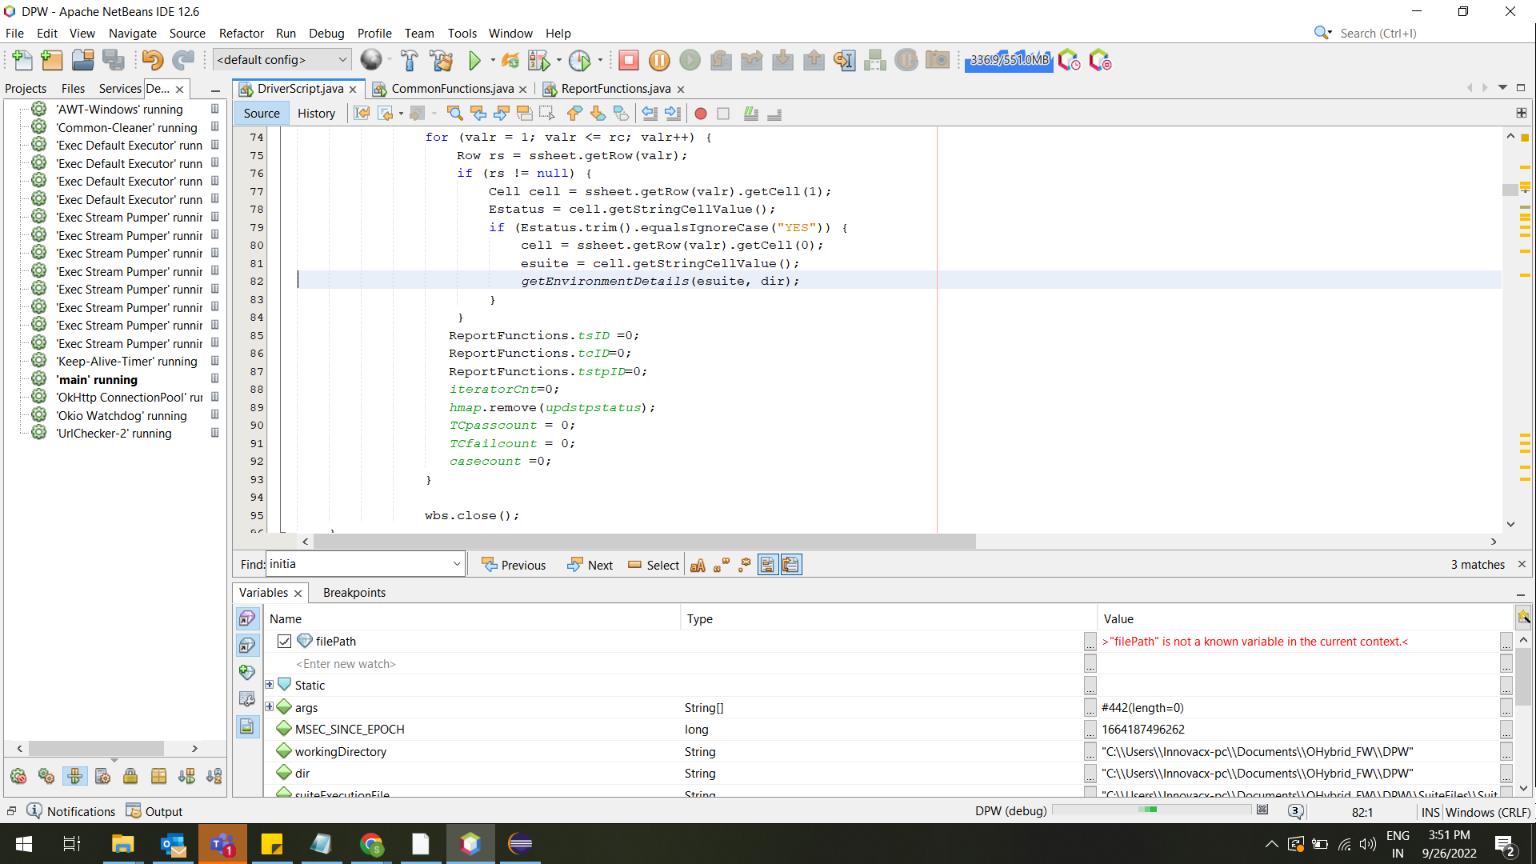 DPW - Apache NetBeans IDE 12.6
File Edit View Navigate Source Refactor Run Debug Profile Team Tools Window Help
Search (Ctrl+I)
<default config>
336.9/551.0MB
Projects Files Services De...
DriverScript.java CommonFunctions.java ReportFunctions.java
Source History
'AWT-Windows' running
'Common-Cleaner' running
'Exec Default Executor' runn
'Exec Default Executor' runn
'Exec Default Executor' runn
'Exec Default Executor' runn
'Exec Stream Pumper' runnir
'Exec Stream Pumper' runnir
'Exec Stream Pumper' runnir
'Exec Stream Pumper' runnir
'Exec Stream Pumper' runnir
'Exec Stream Pumper' runnir
'Exec Stream Pumper' runnir
'Exec Stream Pumper' runnir
'Keep-Alive-Timer' running
'main' running
'OkHttp ConnectionPool' rur
'Okio Watchdog' running
'UrlChecker-2' running
74 for (valr = 1; valr <= rc; valr++) {
75 Row rs = ssheet.getRow(valr);
76 if (rs != null) {
77 Cell cell = ssheet.getRow(valr).getCell(1);
78 Estatus = cell.getStringCellValue();
79 if (Estatus.trim().equalsIgnoreCase("YES")) {
80 cell = ssheet.getRow(valr).getCell(0);
81 esuite = cell.getStringCellValue();
82 getEnvironmentDetails(esuite, dir);
83 }
84 }
85 ReportFunctions.tsID =0;
86 ReportFunctions.tcID=0;
87 ReportFunctions.tstpID=0;
88 iteratorCnt=0;
89 hmap.remove(updstpstatus);
90 TCpasscount = 0;
91 TCfailcount = 0;
92 casecount =0;
93 }
94
95 wbs.close();
96 }
Find: initia Previous Next Select 3 matches
Variables Breakpoints
Name Type Value
filePath >"filePath" is not a known variable in the current context.<
<Enter new watch>
Static
args String[] #442(length=0)
MSEC_SINCE_EPOCH long 1664187496262
workingDirectory String "C:\\Users\\Innovacx-pc\\Documents\\OHybrid_FW\\DPW"
dir String "C:\\Users\\Innovacx-pc\\Documents\\OHybrid_FW\\DPW"
suiteExecutionFile String "C:\\Users\\Innovacx-pc\\Documents\\OHybrid_FW\\DPW\\SuiteFiles\\Suit
Notifications Output DPW (debug) 3 82:1 INS Windows (CRLF)
1
ENG
IN
3:51 PM
9/26/2022
2